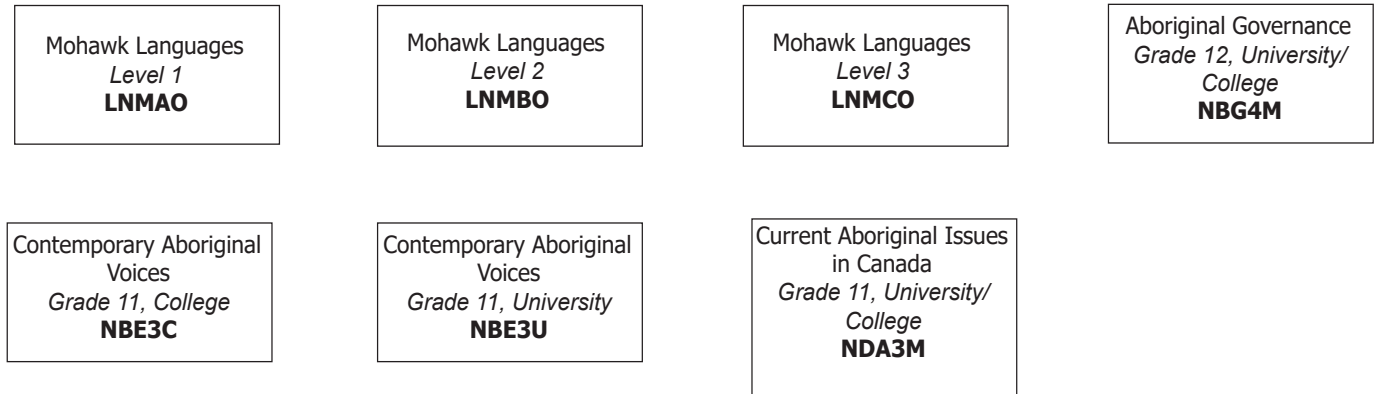 Mohawk Languages
Level 1
LNMAO
Mohawk Languages
Level 2
LNMBO
Mohawk Languages
Level 3
LNMCO
Aboriginal Governance
Grade 12, University/
College
NBG4M
Contemporary Aboriginal
Voices
Grade 11, College
NBE3C
Contemporary Aboriginal
Voices
Grade 11, University
NBE3U
Current Aboriginal Issues
in Canada
Grade 11, University/
College
NDA3M